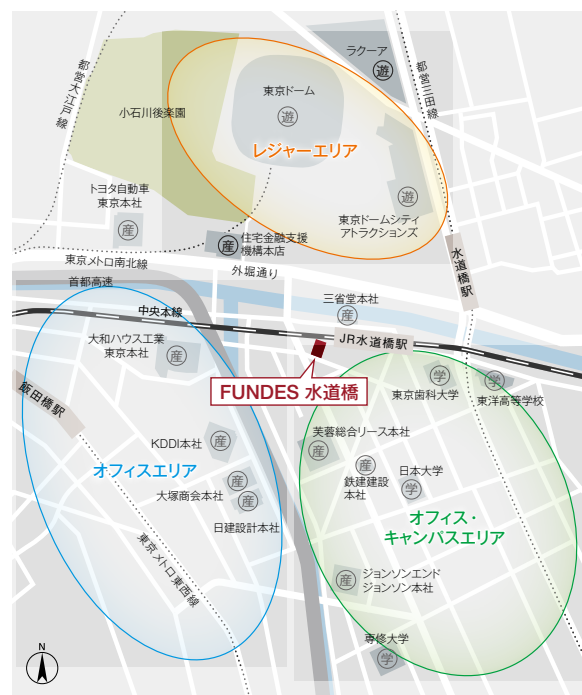 ラクーア
遊
都営三田線
都営大江戸線
東京ドーム
遊
小石川後楽園
レジャーエリア
トヨタ自動車
東京本社
産
遊
東京ドームシティ
アトラクションズ
住宅金融支援
機構本店
産
水道橋駅
東京メトロ南北線
外堀通り
首都高速
三省堂本社
産
中央本線
JR水道橋駅
大和ハウス工業
東京本社
産
FUNDES 水道橋
学
東京歯科大学
学
東洋高等学校
飯田橋駅
KDDI本社
産
芙蓉総合リース本社
産
オフィスエリア
産
大塚商会本社
産
鉄建建設
本社
日本大学
学
産
日建設計本社
オフィス・
キャンパスエリア
東京メトロ東西線
産
ジョンソンエンド
ジョンソン本社
専修大学
学
N